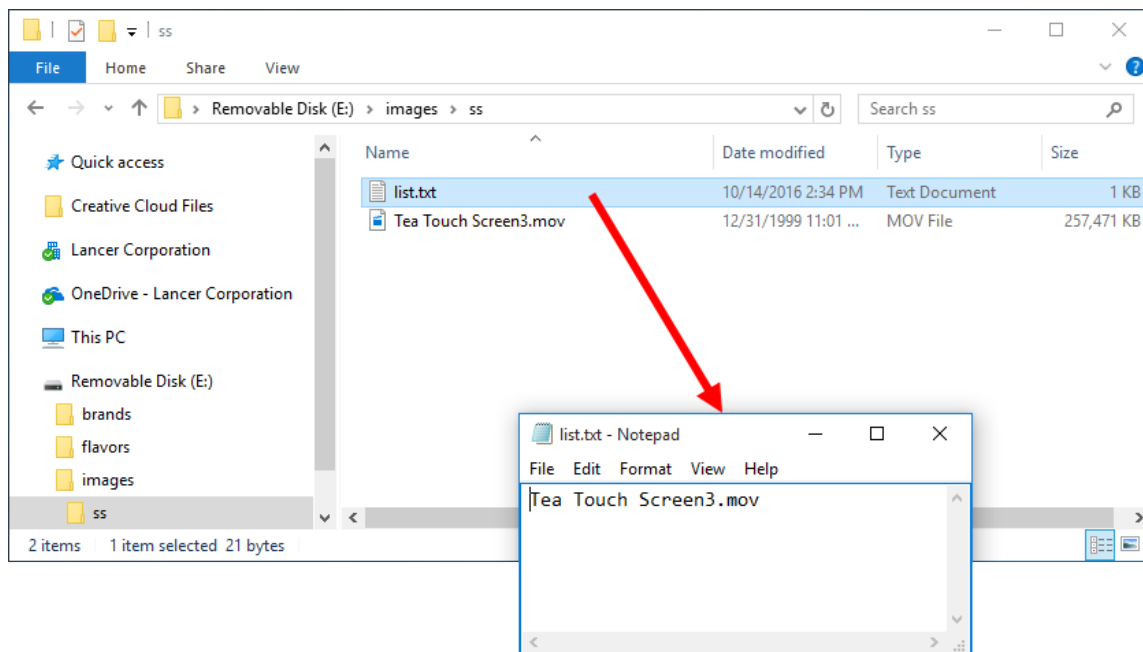 ss
File Home Share View
Removable Disk (E:) images ss
Search ss
Name Date modified Type Size
Quick access
Creative Cloud Files
Lancer Corporation
OneDrive - Lancer Corporation
This PC
Removable Disk (E:)
brands
flavors
images
ss
list.txt 10/14/2016 2:34 PM Text Document 1 KB
Tea Touch Screen3.mov 12/31/1999 11:01 ... MOV File 257,471 KB
2 items 1 item selected 21 bytes
list.txt - Notepad
File Edit Format View Help
Tea Touch Screen3.mov